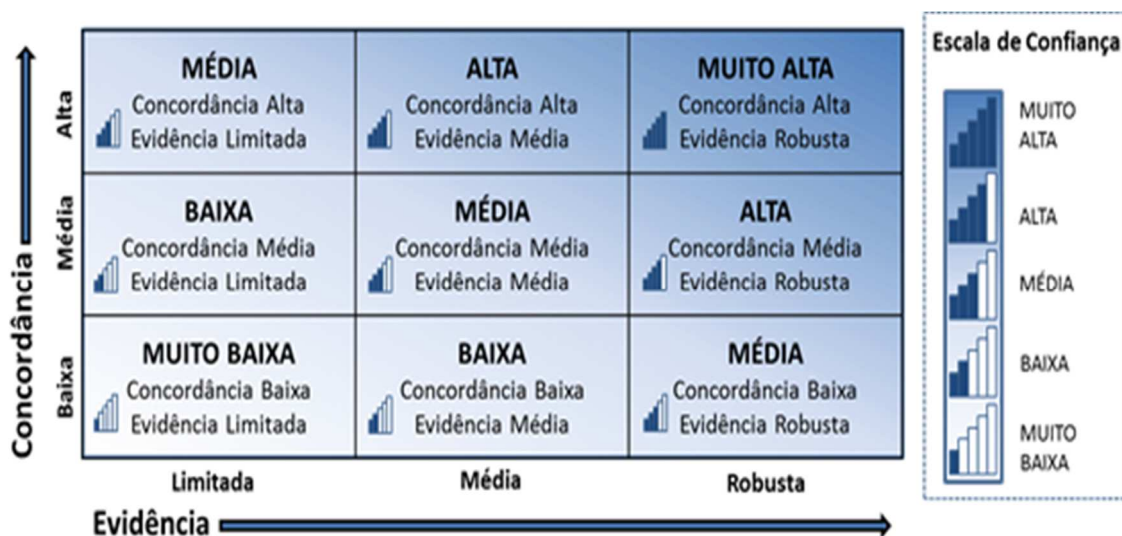 Concordância
Alta
Média
Baixa
MÉDIA
Concordância Alta
Evidência Limitada
ALTA
Concordância Alta
Evidência Média
MUITO ALTA
Concordância Alta
Evidência Robusta
BAIXA
Concordância Média
Evidência Limitada
MÉDIA
Concordância Média
Evidência Média
ALTA
Concordância Média
Evidência Robusta
MUITO BAIXA
Concordância Baixa
Evidência Limitada
BAIXA
Concordância Baixa
Evidência Média
MÉDIA
Concordância Baixa
Evidência Robusta
Limitada
Média
Robusta
Evidência
Escala de Confiança
MUITO
ALTA
ALTA
MÉDIA
BAIXA
MUITO
BAIXA